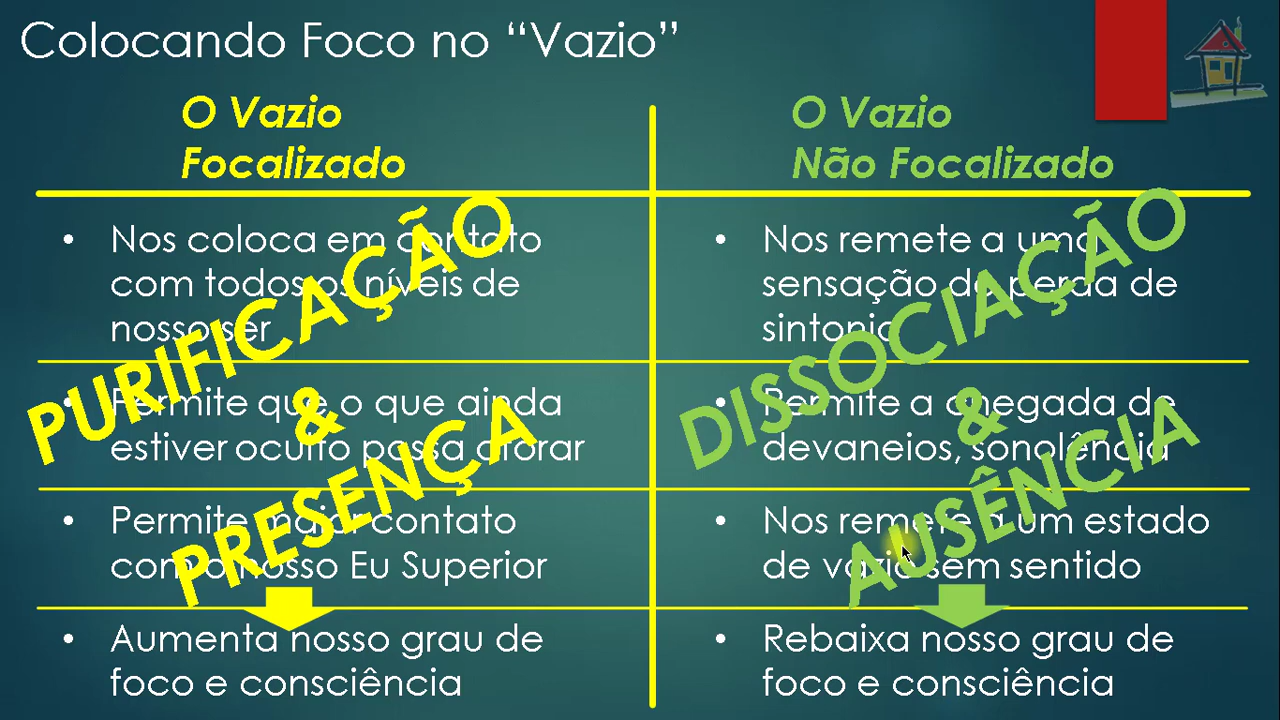 Colocando Foco no “Vazio”
O Vazio
Focalizado
• Nos coloca em contato
com todos os níveis de
nosso ser
• Permite que o que ainda
estiver oculto possa aflorar
• Permite maior contato
com o nosso Eu Superior
• Aumenta nosso grau de
foco e consciência
PURIFICAÇÃO
&
PRESENÇA
O Vazio
Não Focalizado
• Nos remete a uma
sensação de perda de
sintonia
• Permite a chegada de
devaneios, sonolência
• Nos remete a um estado
de vazio sem sentido
• Rebaixa nosso grau de
foco e consciência
DISSOCIAÇÃO
&
AUSÊNCIA